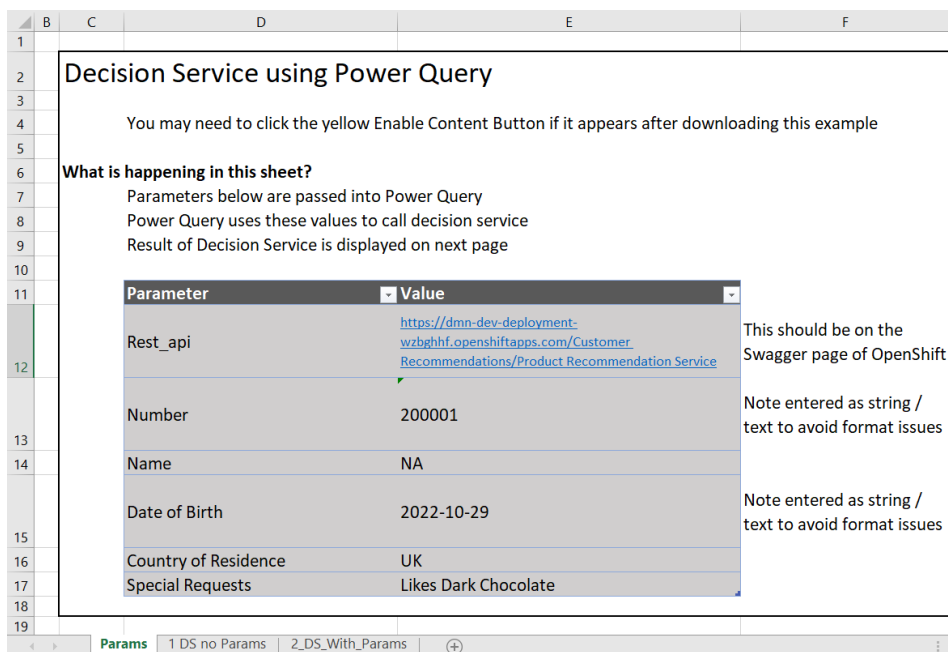 B C D E F
1
2 Decision Service using Power Query
3
4 You may need to click the yellow Enable Content Button if it appears after downloading this example
5
6 What is happening in this sheet?
7 Parameters below are passed into Power Query
8 Power Query uses these values to call decision service
9 Result of Decision Service is displayed on next page
10
11 Parameter Value
https://dmn-dev-deployment-
wzbghhf.openshiftapps.com/Customer
Recommendations/Product Recommendation Service
Rest_api
This should be on the
Swagger page of OpenShift
12
Number 200001
Note entered as string /
text to avoid format issues
13
14 Name NA
Date of Birth 2022-10-29
Note entered as string /
text to avoid format issues
15
16 Country of Residence UK
17 Special Requests Likes Dark Chocolate
18
19
Params 1 DS no Params 2_DS_With_Params